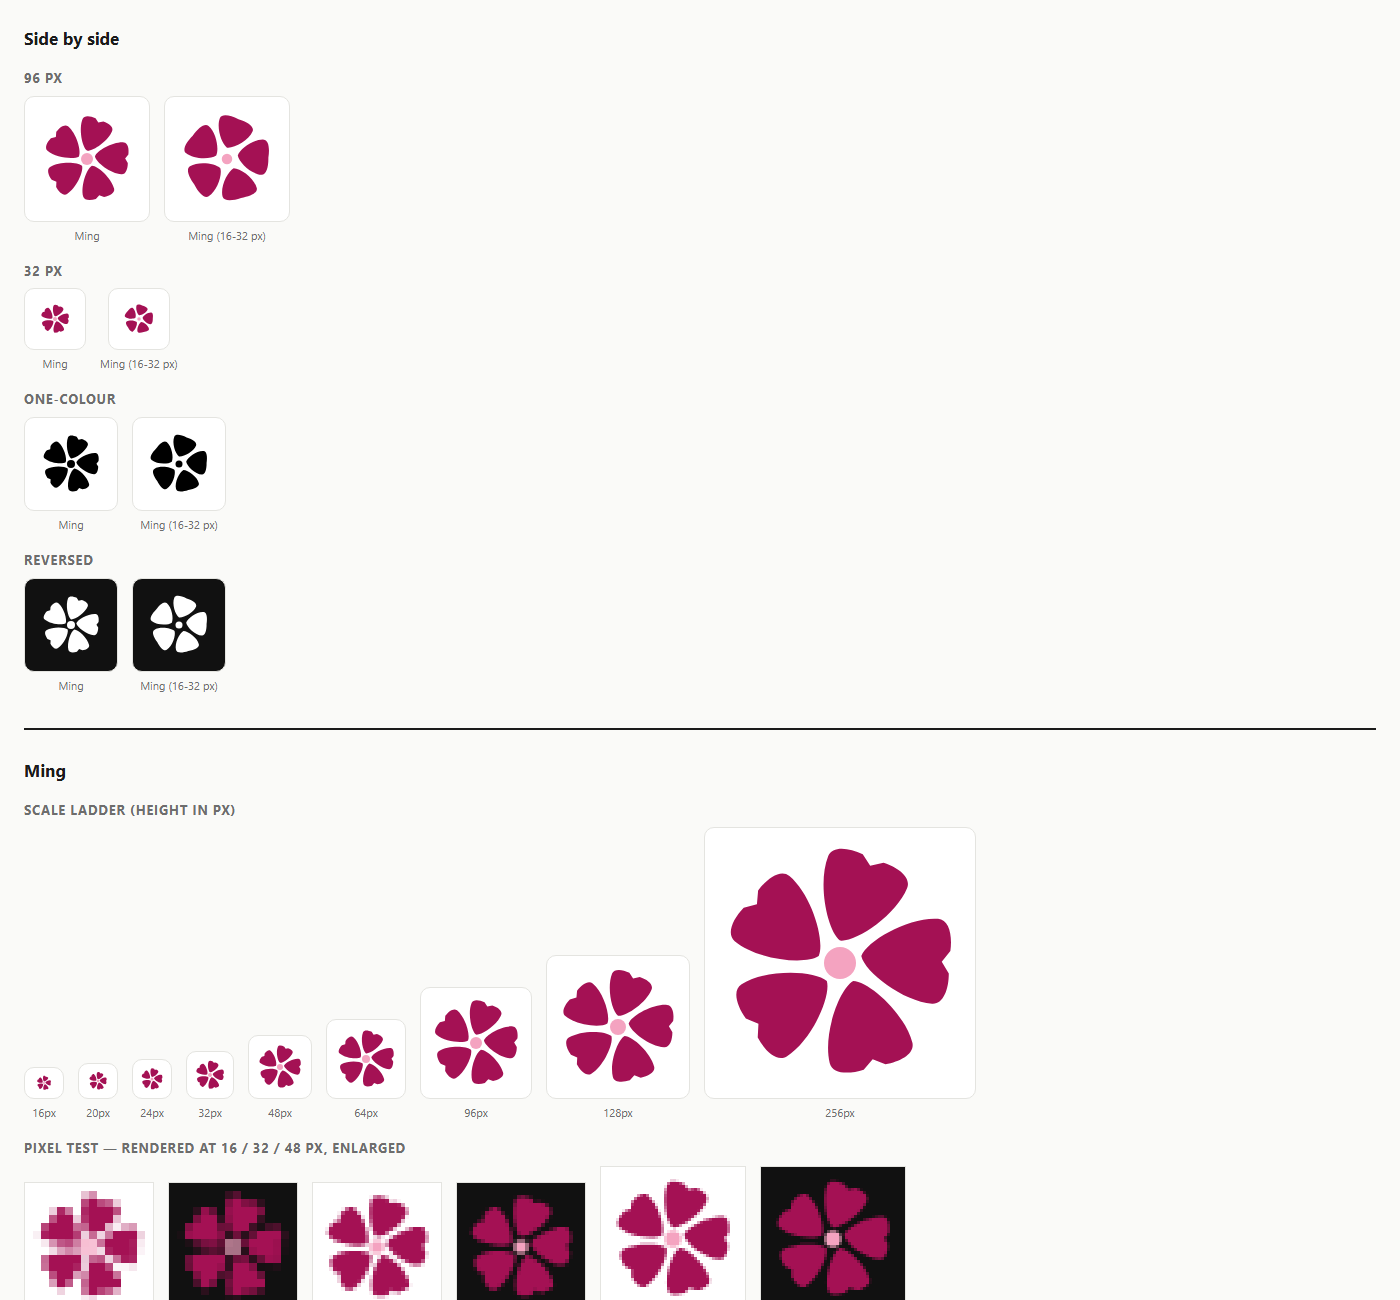 Side by side
96 PX
Ming
Ming (16-32 px)
32 PX
Ming
Ming (16-32 px)
ONE-COLOUR
Ming
Ming (16-32 px)
REVERSED
Ming
Ming (16-32 px)
Ming
SCALE LADDER (HEIGHT IN PX)
16px
20px
24px
32px
48px
64px
96px
128px
256px
PIXEL TEST — RENDERED AT 16 / 32 / 48 PX, ENLARGED